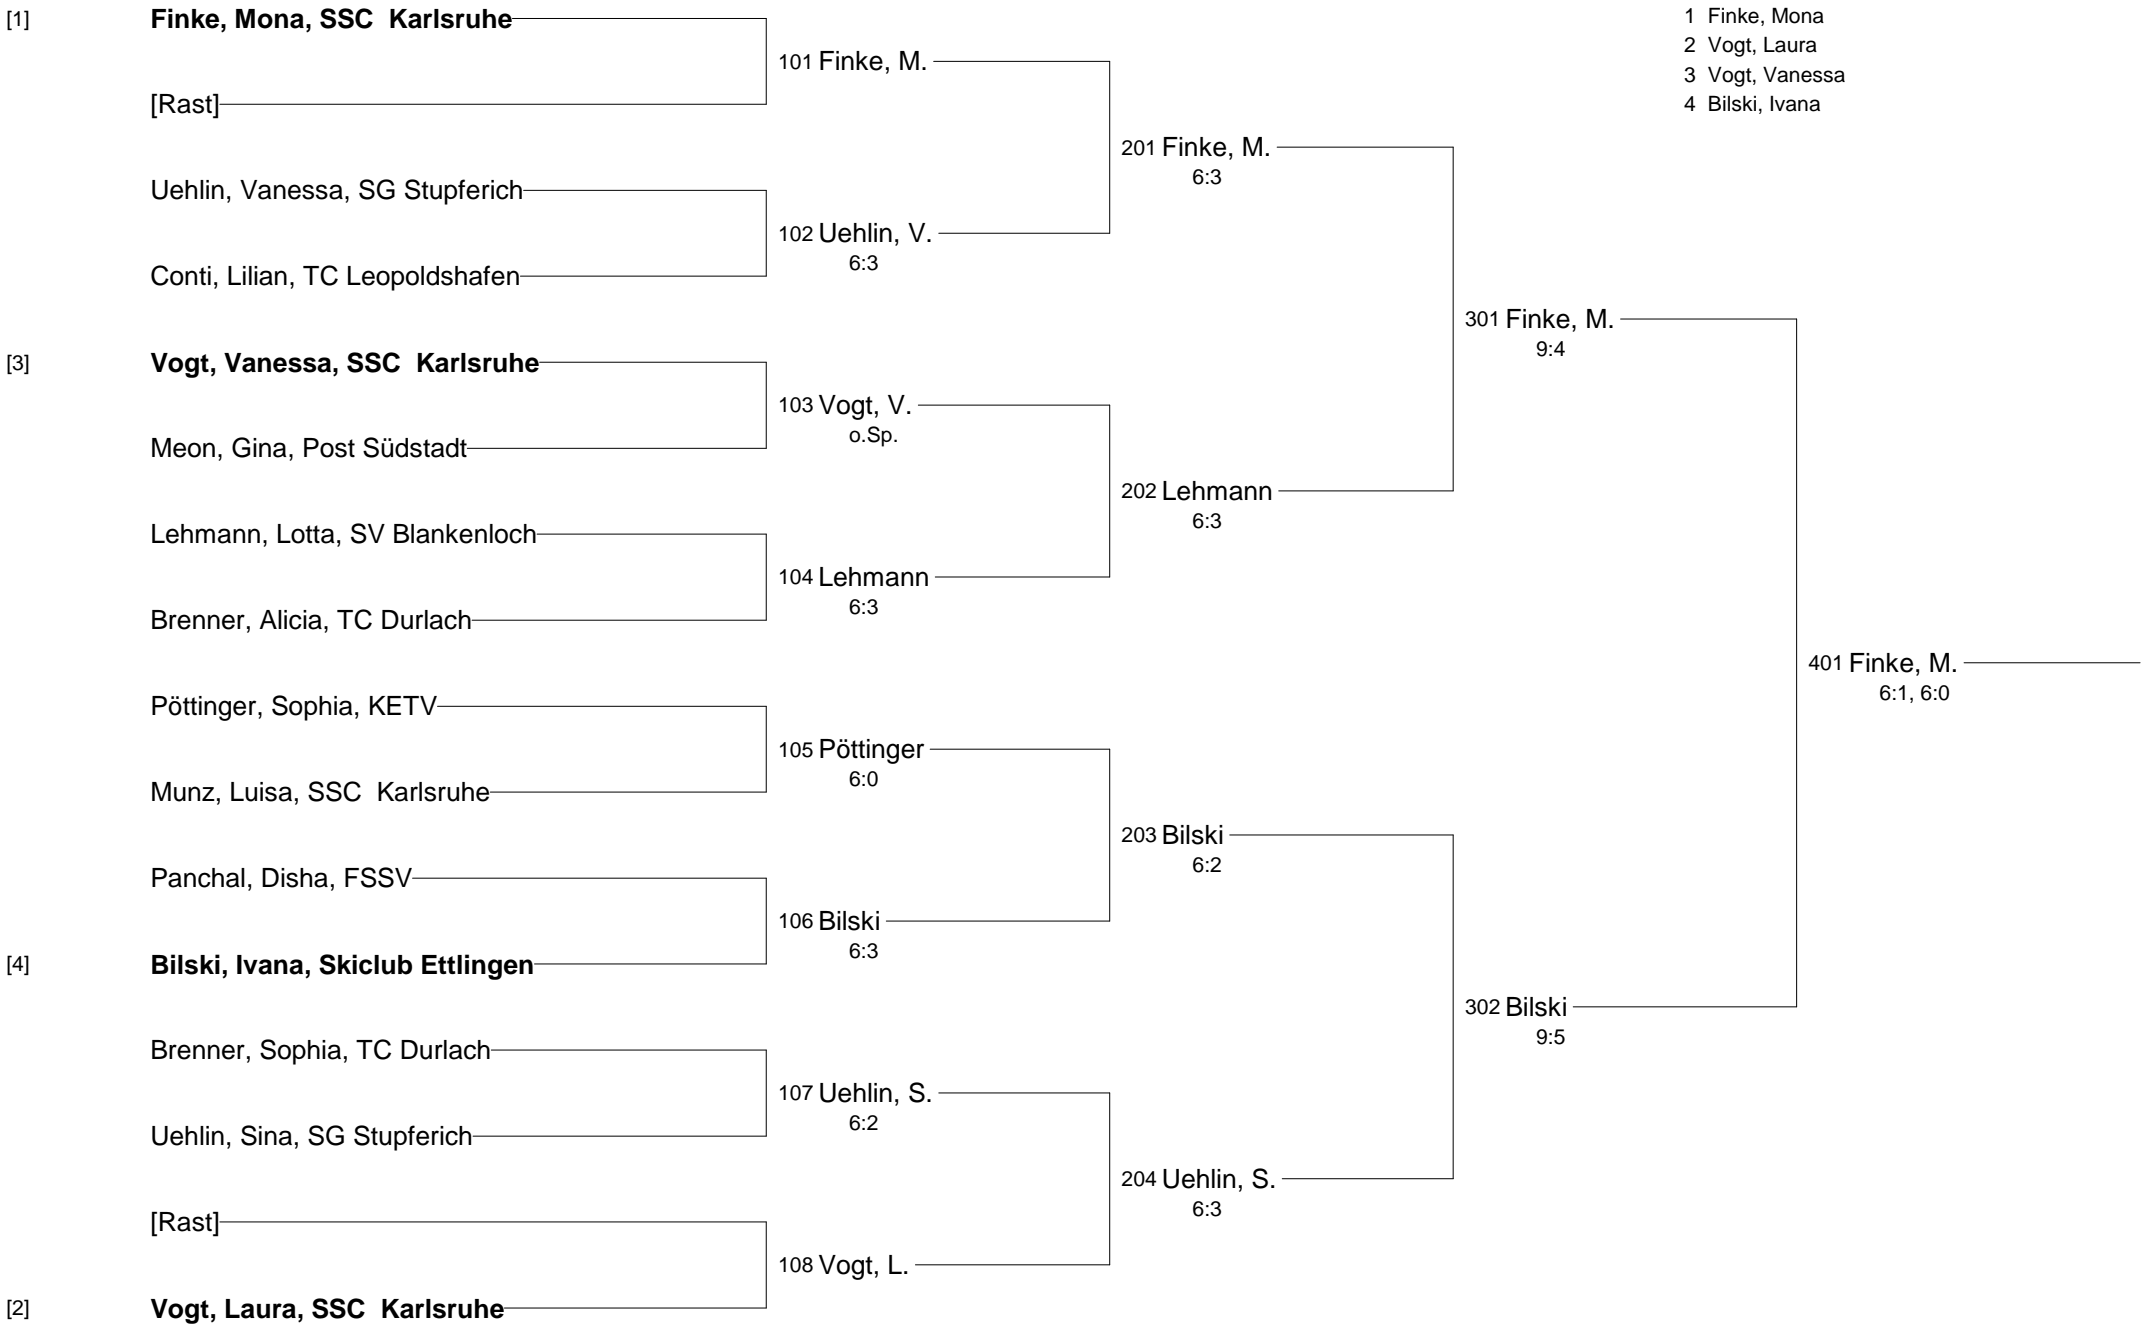 [1] Finke, Mona, SSC Karlsruhe
[Rast]
Uehlin, Vanessa, SG Stupferich
Conti, Lilian, TC Leopoldshafen
[3] Vogt, Vanessa, SSC Karlsruhe
Meon, Gina, Post Südstadt
Lehmann, Lotta, SV Blankenloch
Brenner, Alicia, TC Durlach
Pöttinger, Sophia, KETV
Munz, Luisa, SSC Karlsruhe
Panchal, Disha, FSSV
[4] Bilski, Ivana, Skiclub Ettlingen
Brenner, Sophia, TC Durlach
Uehlin, Sina, SG Stupferich
[Rast]
[2] Vogt, Laura, SSC Karlsruhe
101 Finke, M.
102 Uehlin, V.
6:3
103 Vogt, V.
o.Sp.
104 Lehmann
6:3
105 Pöttinger
6:0
106 Bilski
6:3
107 Uehlin, S.
6:2
108 Vogt, L.
201 Finke, M.
6:3
202 Lehmann
6:3
203 Bilski
6:2
204 Uehlin, S.
6:3
301 Finke, M.
9:4
302 Bilski
9:5
401 Finke, M.
6:1, 6:0
1 Finke, Mona
2 Vogt, Laura
3 Vogt, Vanessa
4 Bilski, Ivana